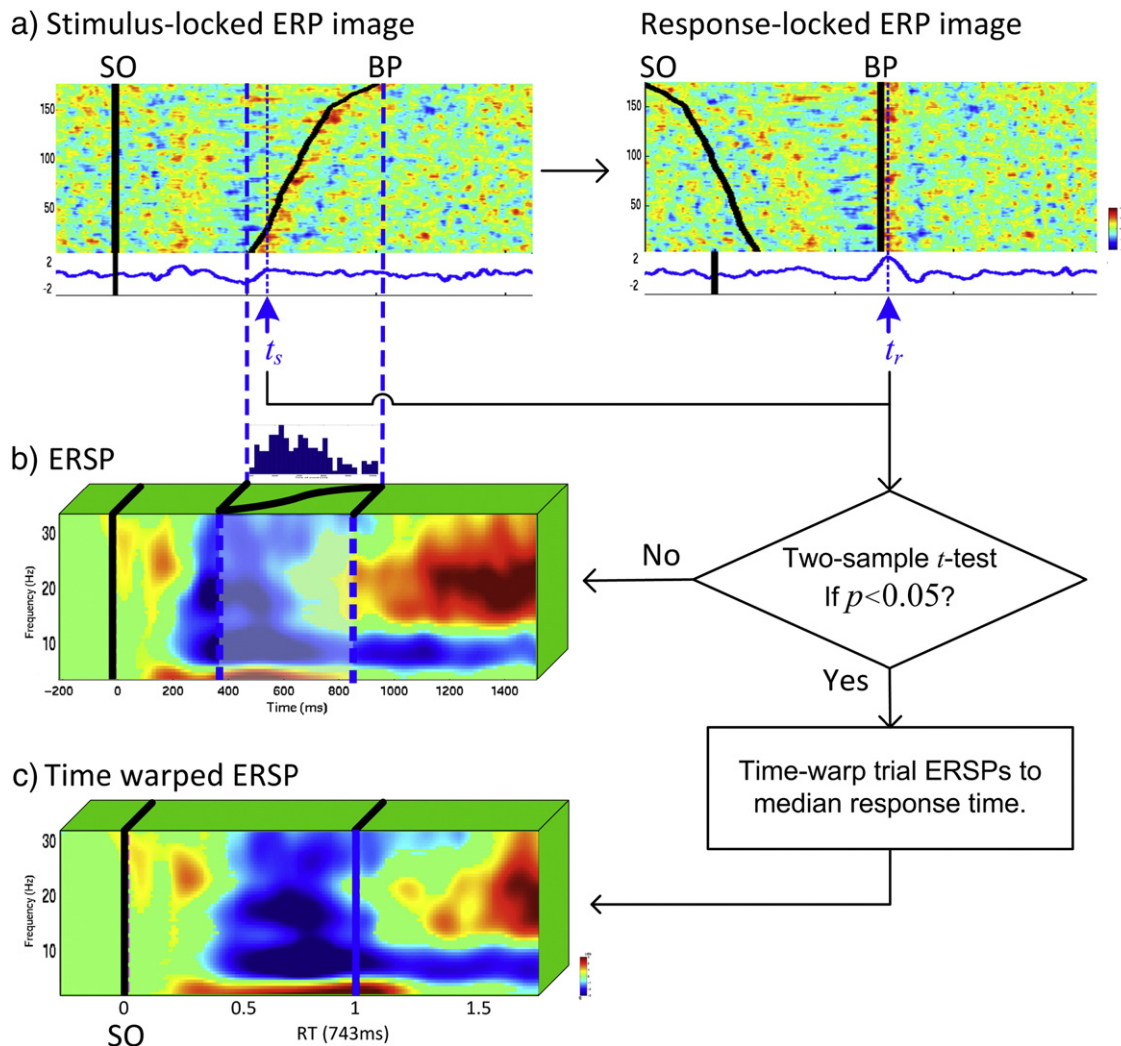 a) Stimulus-locked ERP image
Response-locked ERP image
SO
BP
SO
BP
150
100
50
2
-2
150
100
50
2
-2
t_s
t_r
b) ERSP
30
20
10
Frequency (Hz)
-200 0 200 400 600 800 1000 1200 1400
Time (ms)
No
Two-sample t-test
If p<0.05?
Yes
Time-warp trial ERSPs to
median response time.
c) Time warped ERSP
30
20
10
Frequency (Hz)
0 0.5 1 1.5
SO
RT (743ms)